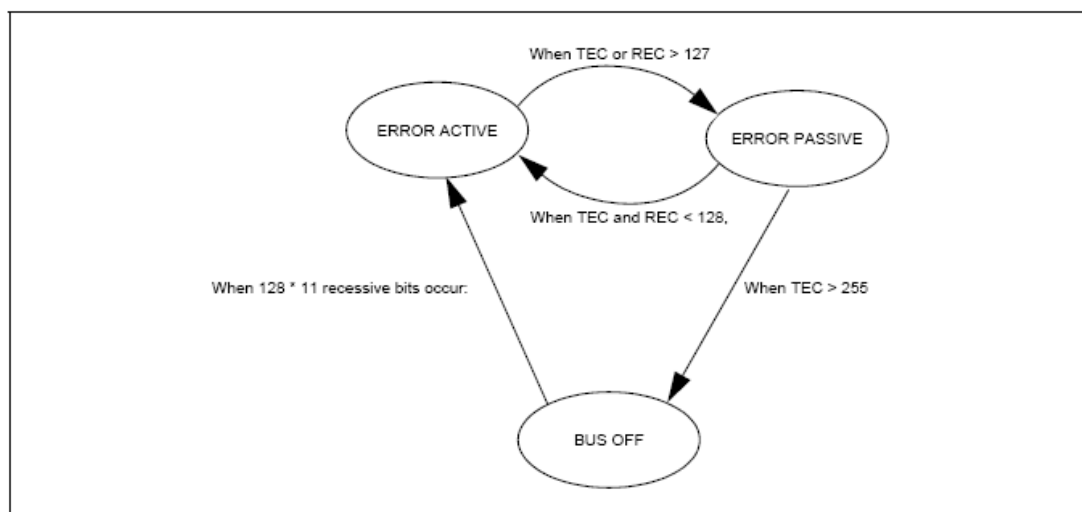 When TEC or REC > 127
ERROR ACTIVE
ERROR PASSIVE
When TEC and REC < 128,
When 128 * 11 recessive bits occur:
When TEC > 255
BUS OFF